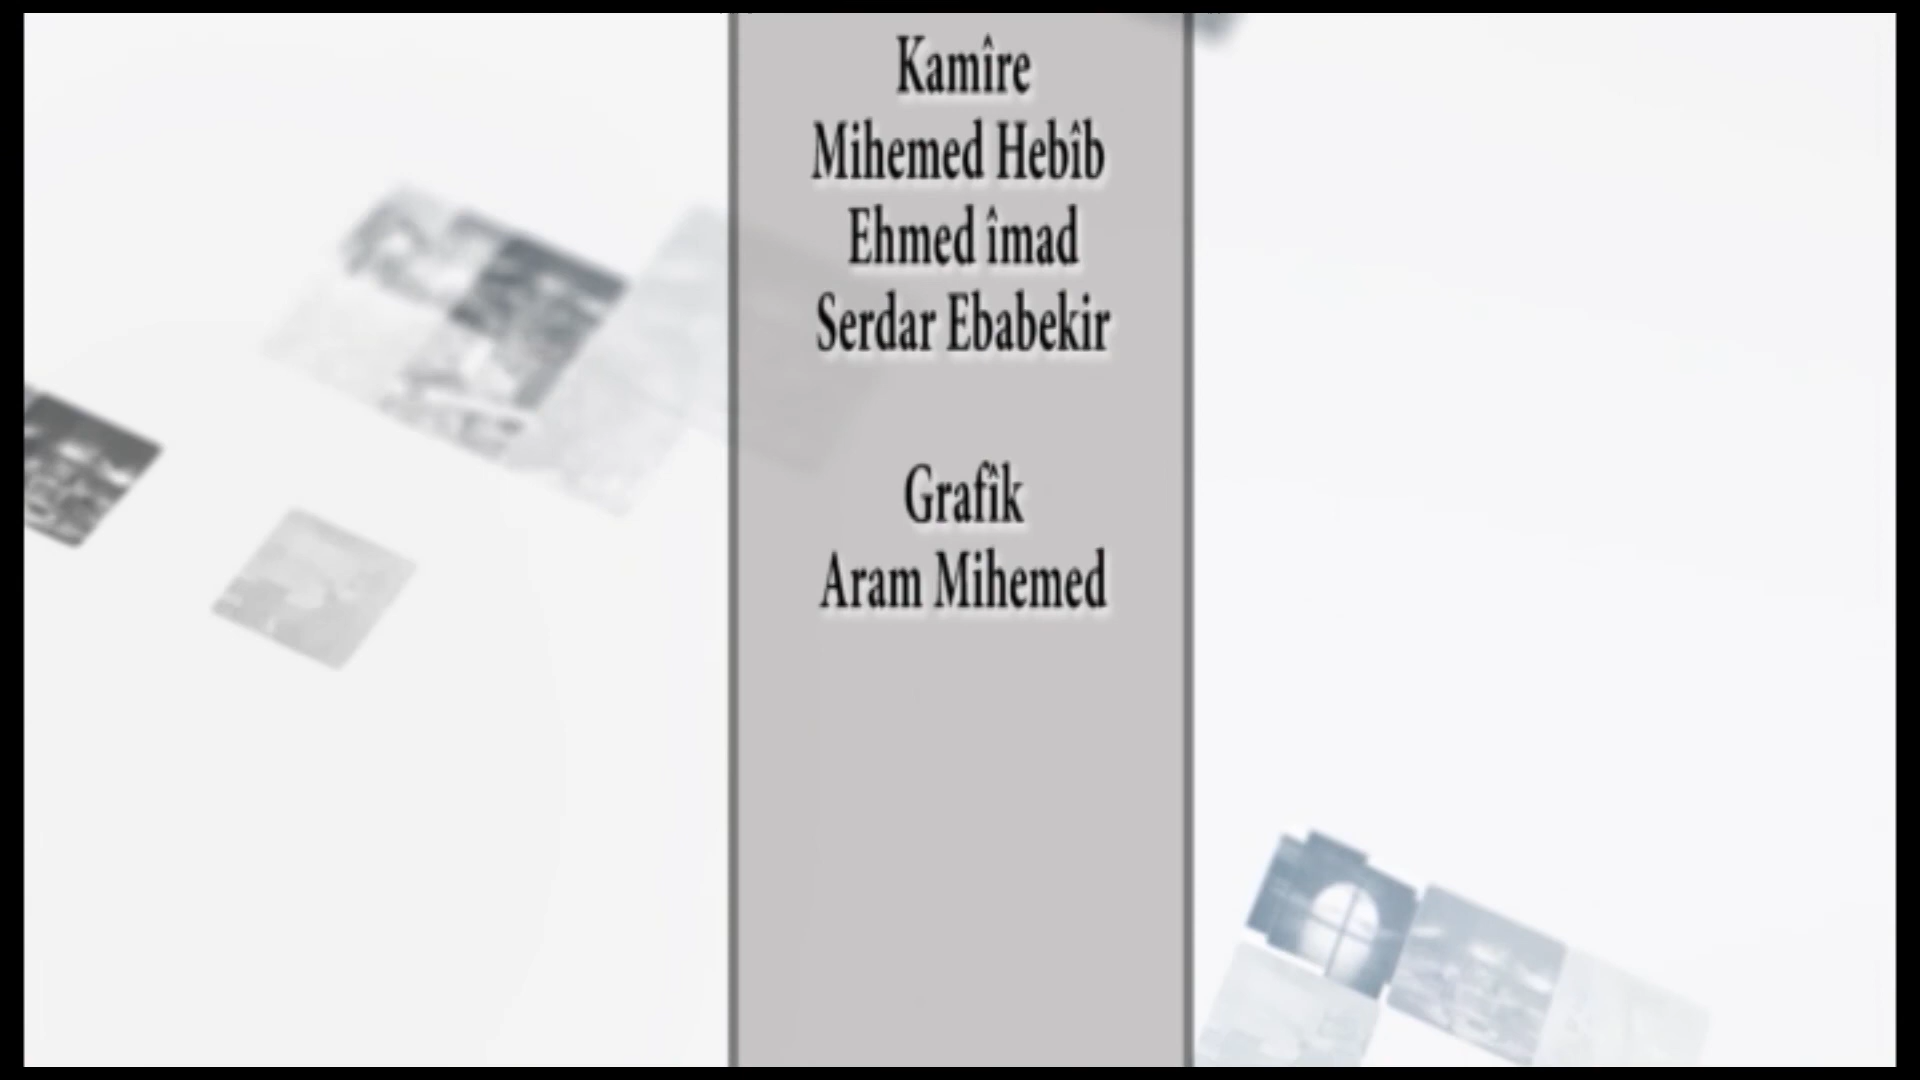 Kamîre
Mihemed Hebîb
Ehmed îmad
Serdar Ebabekir
Grafîk
Aram Mihemed